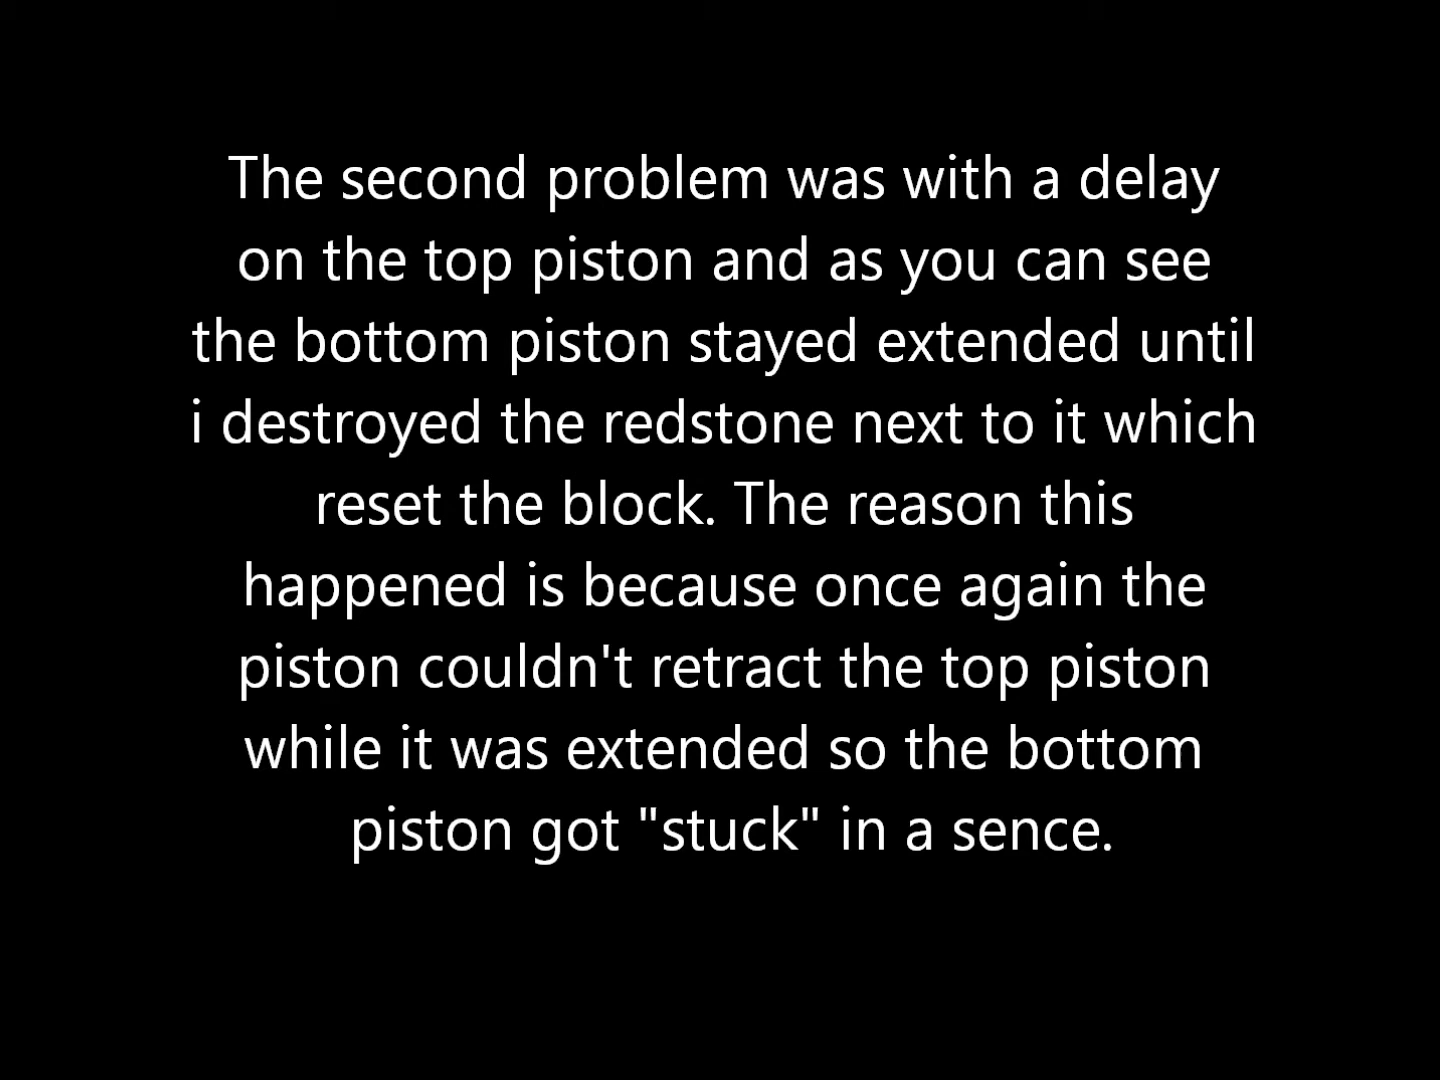 The second problem was with a delay
on the top piston and as you can see
the bottom piston stayed extended until
i destroyed the redstone next to it which
reset the block. The reason this
happened is because once again the
piston couldn't retract the top piston
while it was extended so the bottom
piston got "stuck" in a sence.